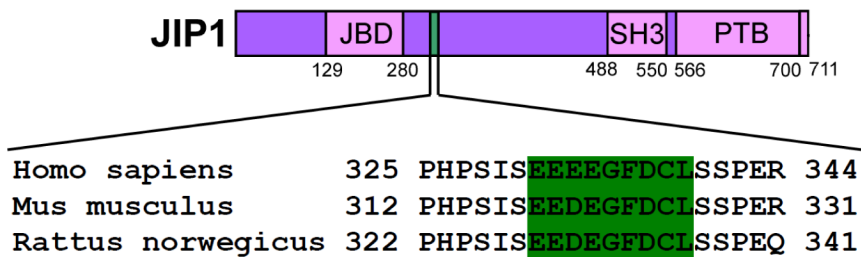 JIP1 JBD SH3 PTB
129 280 488 550 566 700 711
Homo sapiens 325 PHPSISEEEEGFDCLSSPER 344
Mus musculus 312 PHPSISEEDEGFDCLSSPER 331
Rattus norwegicus 322 PHPSISEEDEGFDCLSSPEQ 341